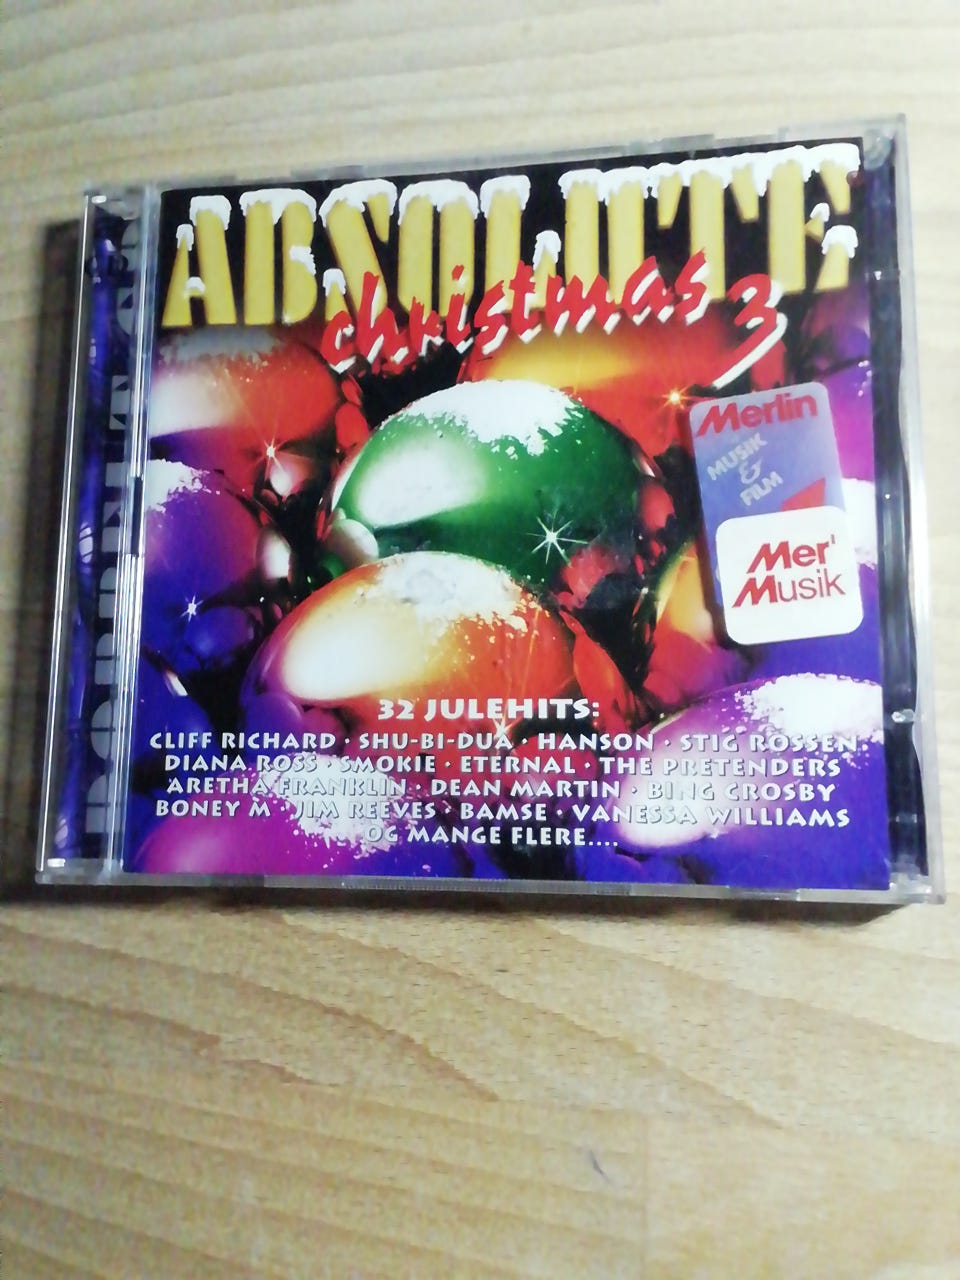 ABSOLUTE
christmas 3
Merlin
MUSIK
&
FILM
Mer'
Musik
32 JULEHITS:
CLIFF RICHARD · SHU-BI-DUA · HANSON · STIG ROSSEN
DIANA ROSS · SMOKIE · ETERNAL · THE PRETENDERS
ARETHA FRANKLIN · DEAN MARTIN · BING CROSBY
BONEY M · JIM REEVES · BAMSE · VANESSA WILLIAMS
OG MANGE FLERE....